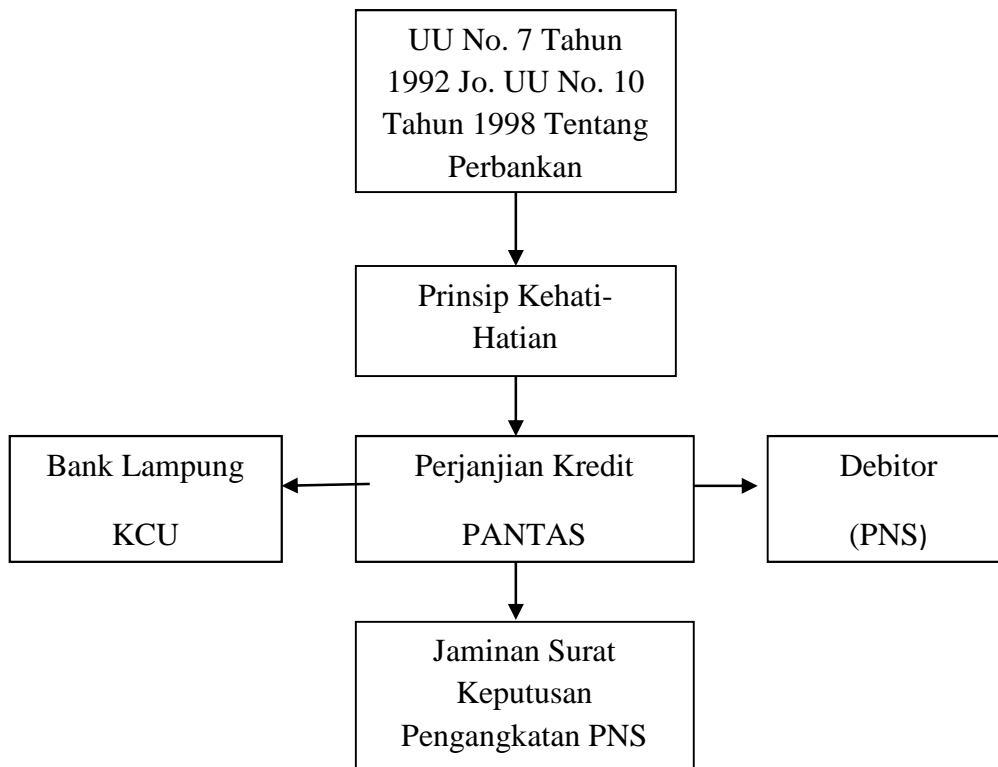 UU No. 7 Tahun
1992 Jo. UU No. 10
Tahun 1998 Tentang
Perbankan
Prinsip Kehati-
Hatian
Bank Lampung
KCU
Perjanjian Kredit
PANTAS
Debitor
(PNS)
Jaminan Surat
Keputusan
Pengangkatan PNS